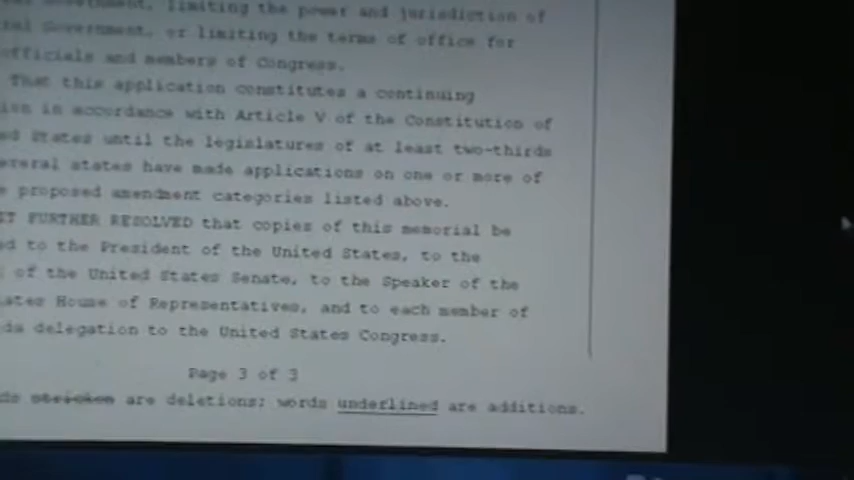 Government, limiting the power and jurisdiction of
Government, or limiting the terms of office for
officials and members of Congress.
That this application constitutes a continuing
in accordance with Article V of the Constitution of
States until the legislatures of at least two-thirds
everal states have made applications on one or more of
proposed amendment categories listed above.
FURTHER RESOLVED that copies of this memorial be
ed to the President of the United States, to the
of the United States Senate, to the Speaker of the
ates House of Representatives, and to each member of
da delegation to the United States Congress.
Page 3 of 3
ds stricken are deletions; words underlined are additions.